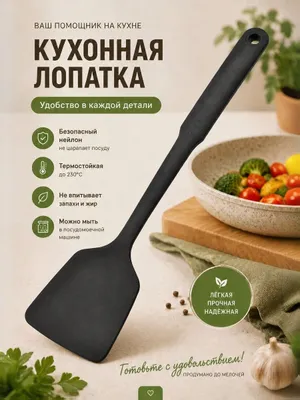 ВАШ ПОМОЩНИК НА КУХНЕ
КУХОННАЯ
ЛОПАТКА
Удобство в каждой детали
Безопасный
нейлон
не царапает посуду
Термостойкая
до 230°C
Не впитывает
запахи и жир
Можно мыть
в посудомоечной
машине
ЛЁГКАЯ
ПРОЧНАЯ
НАДЁЖНАЯ
Готовьте с удовольствием!
ПРОДУМАНО ДО МЕЛОЧЕЙ